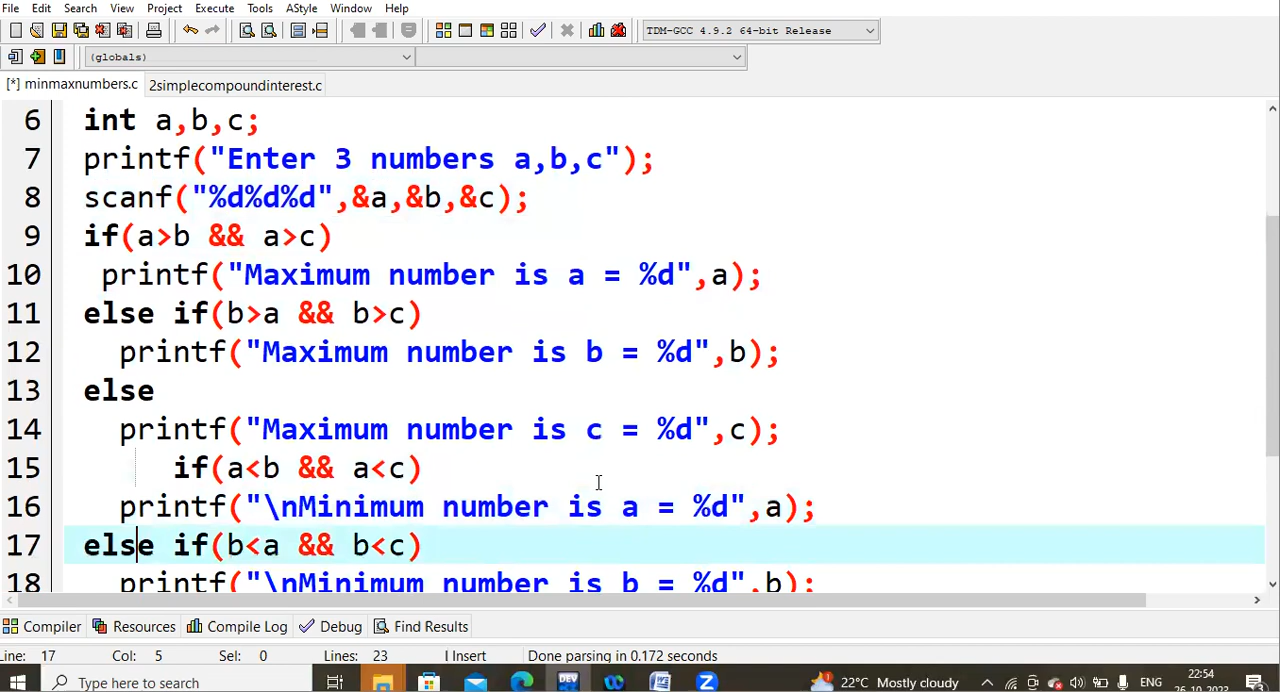 File Edit Search View Project Execute Tools AStyle Window Help
TDM-GCC 4.9.2 64-bit Release
(globals)
[*] minmaxnumbers.c 2simplecompoundinterest.c
6 int a,b,c;
7 printf("Enter 3 numbers a,b,c");
8 scanf("%d%d%d",&a,&b,&c);
9 if(a>b && a>c)
10 printf("Maximum number is a = %d",a);
11 else if(b>a && b>c)
12 printf("Maximum number is b = %d",b);
13 else
14 printf("Maximum number is c = %d",c);
15 if(a<b && a<c)
16 printf("\nMinimum number is a = %d",a);
17 else if(b<a && b<c)
18 printf("\nMinimum number is b = %d",b);
Compiler Resources Compile Log Debug Find Results
Line: 17 Col: 5 Sel: 0 Lines: 23 Insert Done parsing in 0.172 seconds
Type here to search DEV 22°C Mostly cloudy ENG 22:54
26-10-2023